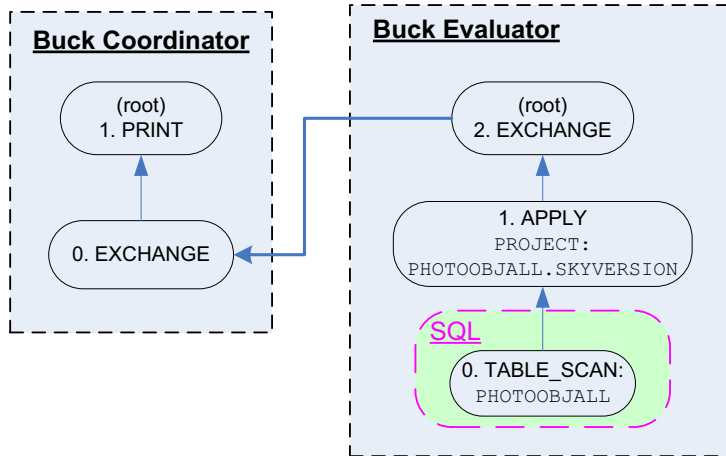 Buck Coordinator
(root)
1. PRINT
0. EXCHANGE
Buck Evaluator
(root)
2. EXCHANGE
1. APPLY
PROJECT:
PHOTOOBJALL.SKYVERSION
SQL
0. TABLE_SCAN:
PHOTOOBJALL